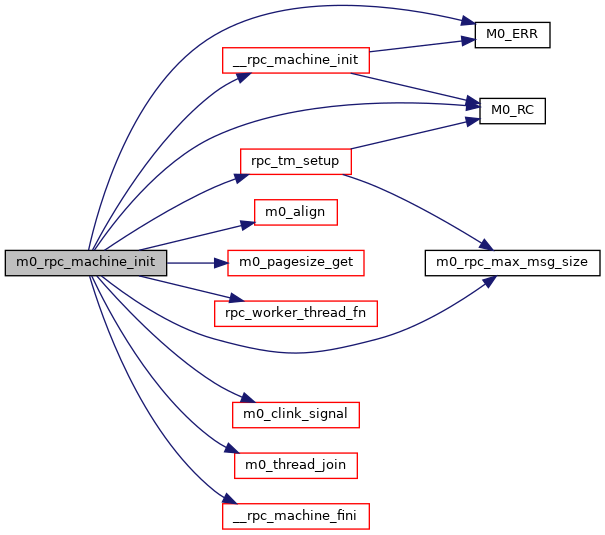 M0_ERR
__rpc_machine_init
M0_RC
rpc_tm_setup
m0_align
m0_rpc_machine_init
m0_pagesize_get
m0_rpc_max_msg_size
rpc_worker_thread_fn
m0_clink_signal
m0_thread_join
__rpc_machine_fini